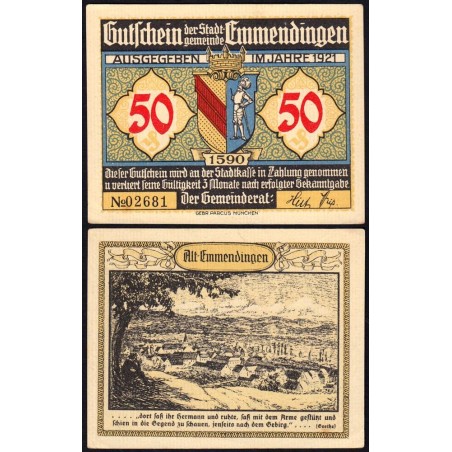 Gutschein der Stadtgemeinde Emmendingen
AUSGEGEBEN IM JAHRE 1921
50 50
1590
Dieser Gutschein wird an der Stadtkasse in Zahlung genommen
u verliert seine Gültigkeit 3 Monate nach erfolgter Bekanntgabe
No02681 Der Gemeinderat:
GEBR PARCUS MÜNCHEN
Alt-Emmendingen
. . . . . „dort saß ihr Hermann und ruhte, saß mit dem Arme gestützt und
schien in die Gegend zu schauen, jenseits nach dem Gebirg." . . . . . (Goethe)